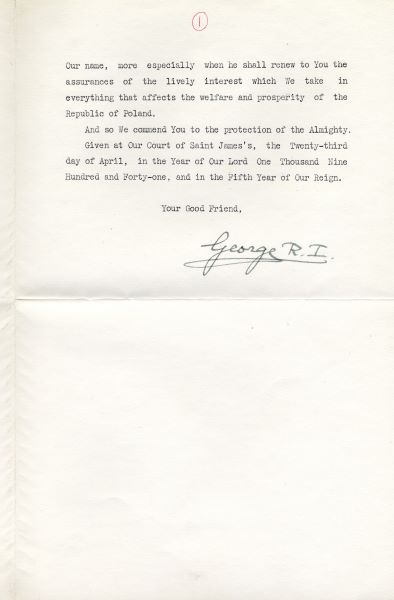 1
Our name, more especially when he shall renew to You the
assurances of the lively interest which We take in
everything that affects the welfare and prosperity of the
Republic of Poland.
And so We commend You to the protection of the Almighty.
Given at Our Court of Saint James's, the Twenty-third
day of April, in the Year of Our Lord One Thousand Nine
Hundred and Forty-one, and in the Fifth Year of Our Reign.
Your Good Friend,
George R.I.